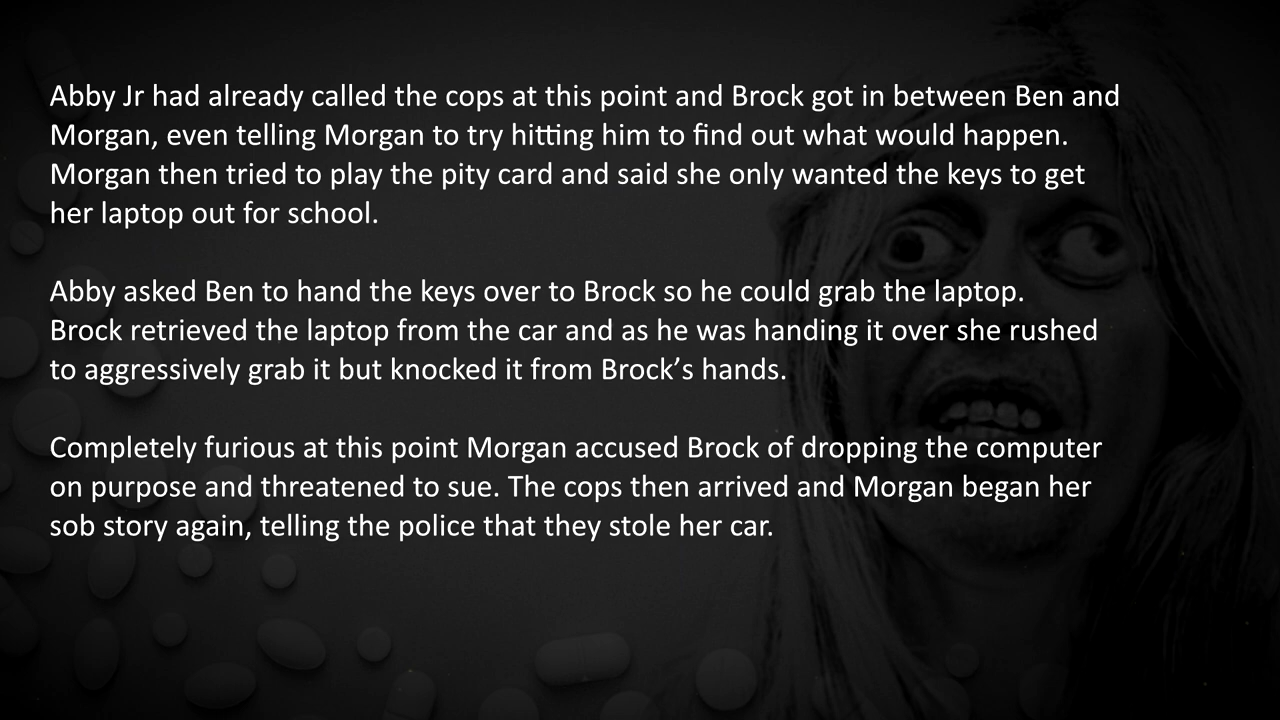 Abby Jr had already called the cops at this point and Brock got in between Ben and
Morgan, even telling Morgan to try hitting him to find out what would happen.
Morgan then tried to play the pity card and said she only wanted the keys to get
her laptop out for school.
Abby asked Ben to hand the keys over to Brock so he could grab the laptop.
Brock retrieved the laptop from the car and as he was handing it over she rushed
to aggressively grab it but knocked it from Brock’s hands.
Completely furious at this point Morgan accused Brock of dropping the computer
on purpose and threatened to sue. The cops then arrived and Morgan began her
sob story again, telling the police that they stole her car.